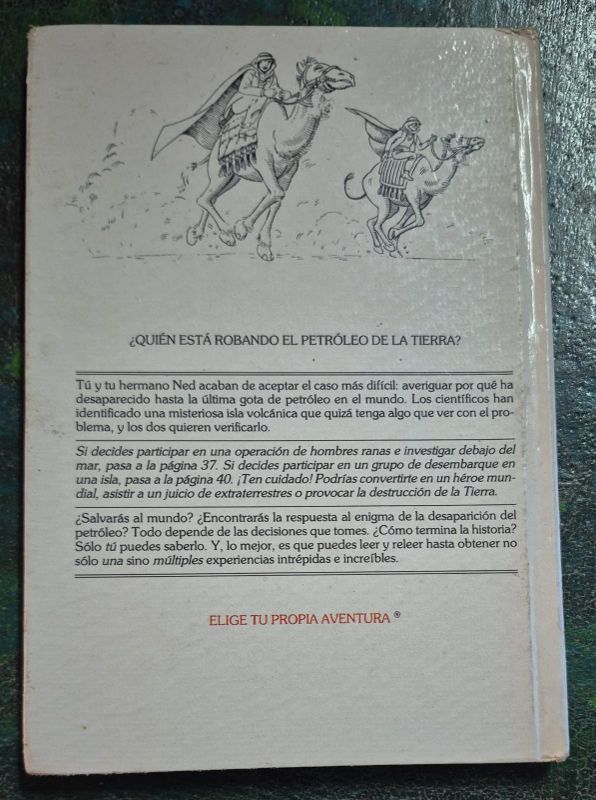 ¿QUIÉN ESTÁ ROBANDO EL PETRÓLEO DE LA TIERRA?
Tú y tu hermano Ned acaban de aceptar el caso más difícil: averiguar por qué ha
desaparecido hasta la última gota de petróleo en el mundo. Los científicos han
identificado una misteriosa isla volcánica que quizá tenga algo que ver con el pro-
blema, y los dos quieren verificarlo.
Si decides participar en una operación de hombres ranas e investigar debajo del
mar, pasa a la página 37. Si decides participar en un grupo de desembarque en
una isla, pasa a la página 40. ¡Ten cuidado! Podrías convertirte en un héroe mun-
dial, asistir a un juicio de extraterrestres o provocar la destrucción de la Tierra.
¿Salvarás al mundo? ¿Encontrarás la respuesta al enigma de la desaparición del
petróleo? Todo depende de las decisiones que tomes. ¿Cómo termina la historia?
Sólo tú puedes saberlo. Y, lo mejor, es que puedes leer y releer hasta obtener no
sólo una sino múltiples experiencias intrépidas e increíbles.
ELIGE TU PROPIA AVENTURA ®